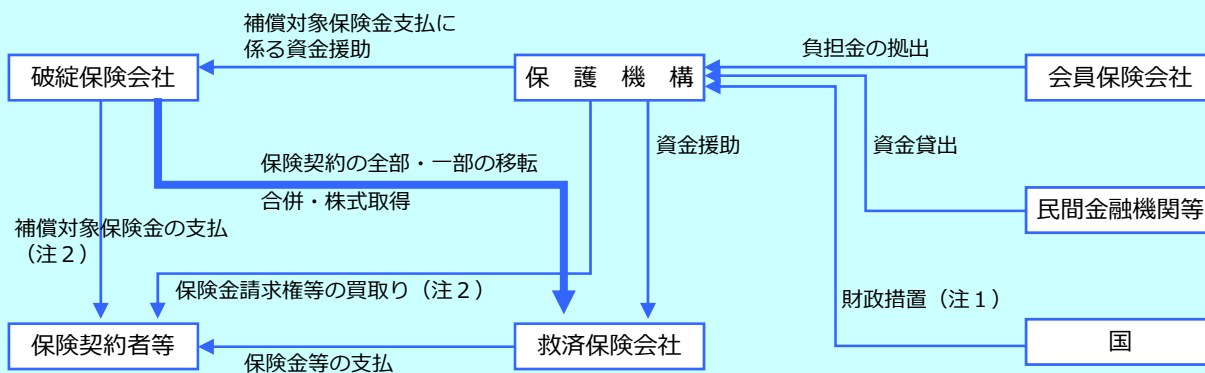 補償対象保険金支払に
係る資金援助
負担金の拠出
破綻保険会社
保　護　機　構
会員保険会社
資金援助
資金貸出
保険契約の全部・一部の移転
合併・株式取得
民間金融機関等
補償対象保険金の支払
（注２）
保険金請求権等の買取り（注２）
財政措置（注１）
保険契約者等
救済保険会社
国
保険金等の支払